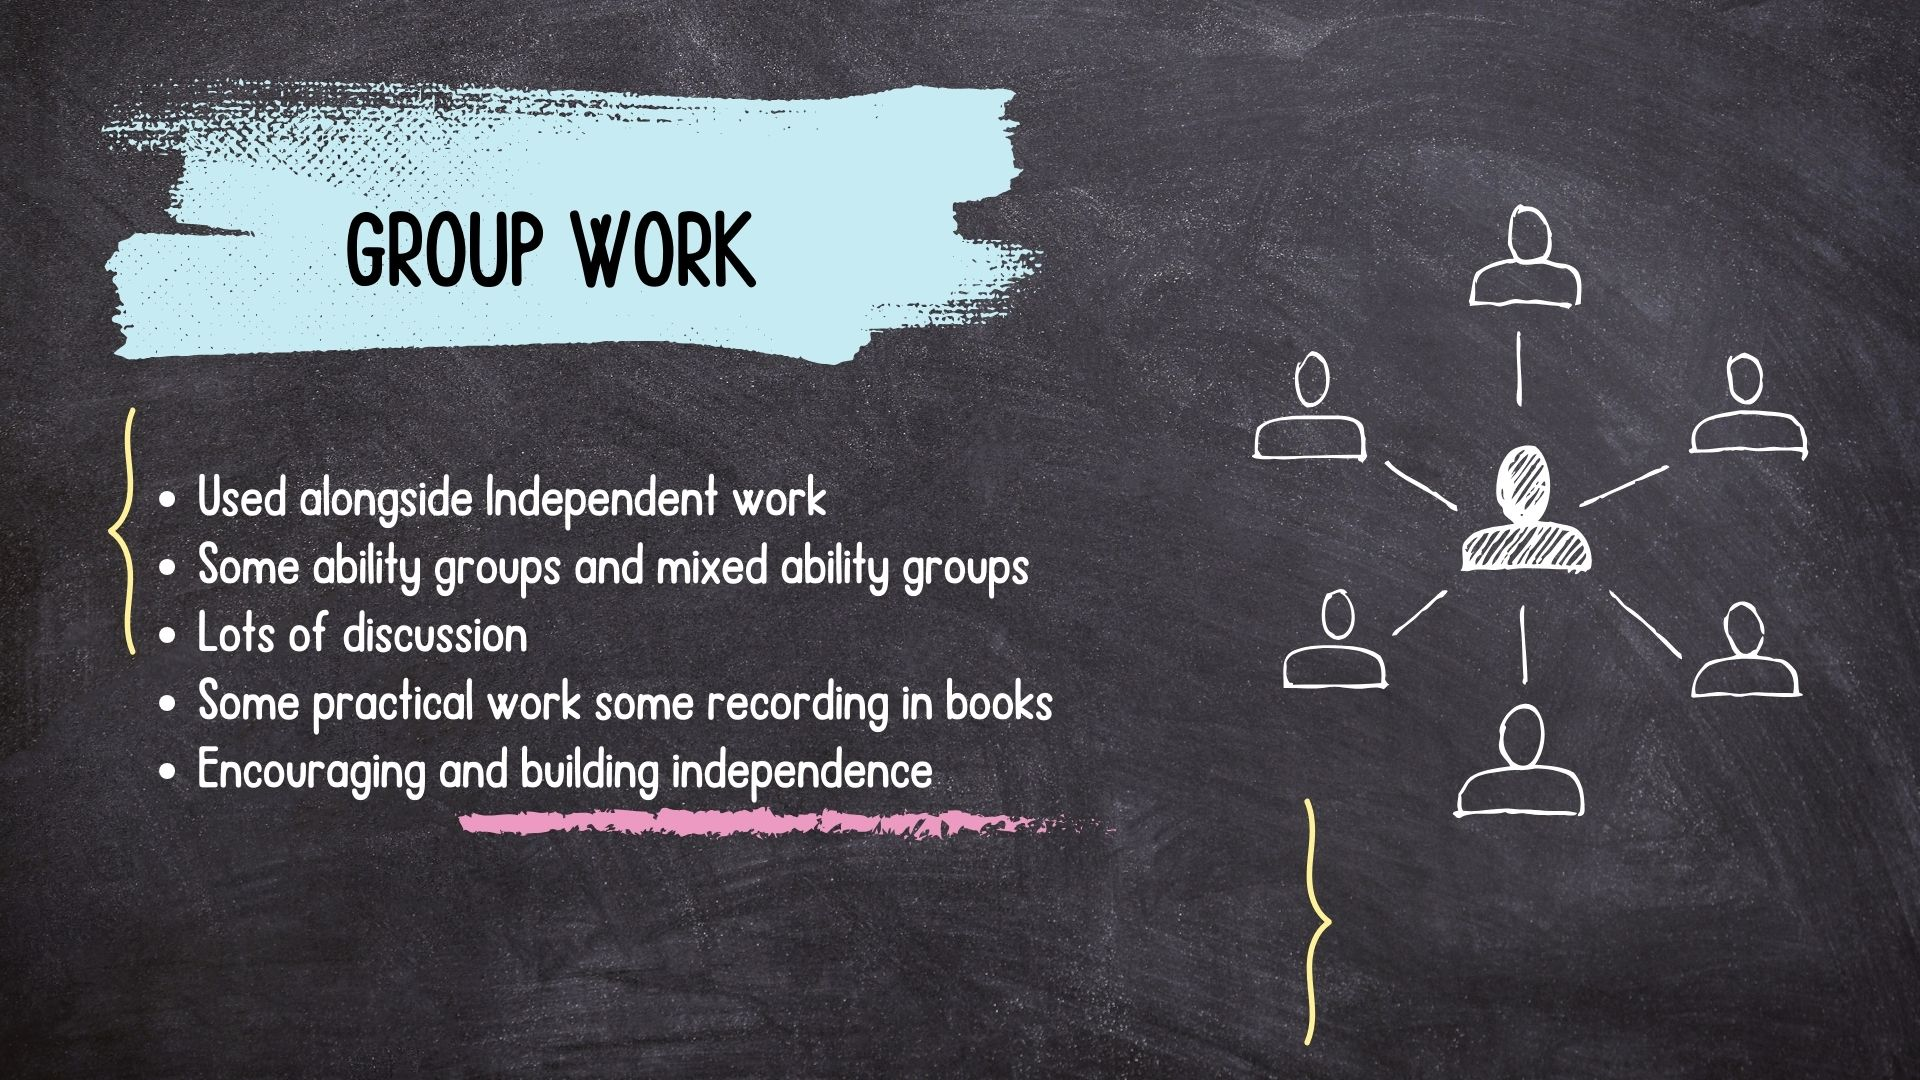 GROUP WORK
• Used alongside Independent work
• Some ability groups and mixed ability groups
• Lots of discussion
• Some practical work some recording in books
• Encouraging and building independence